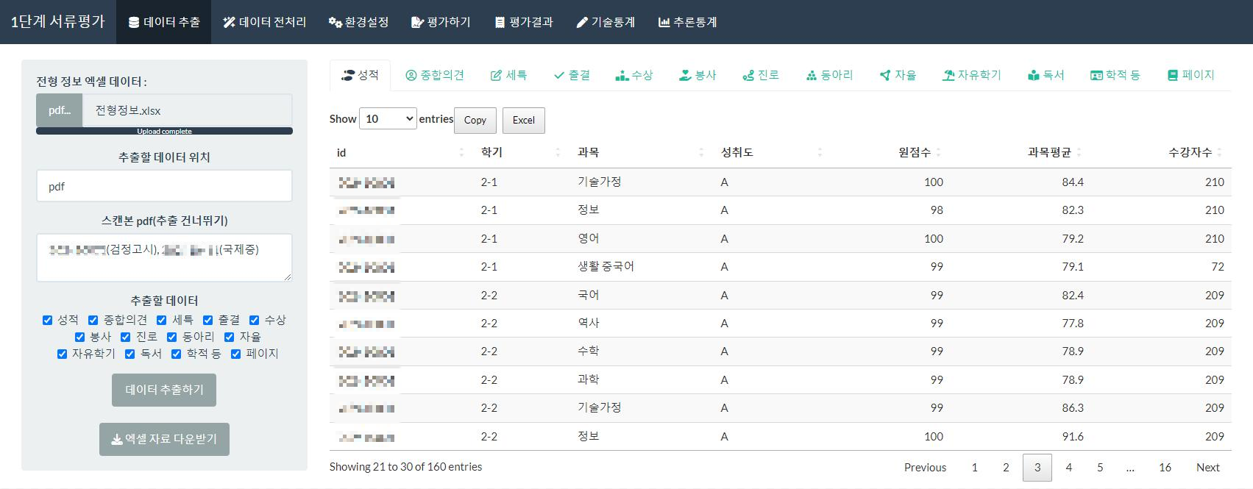 1단계 서류평가 데이터 추출 데이터 전처리 환경설정 평가하기 평가결과 기술통계 추론통계
전형 정보 엑셀 데이터 :
pdf... 전형정보.xlsx
Upload complete
추출할 데이터 위치
pdf
스캔본 pdf(추출 건너뛰기)
(검정고시), (국제중)
추출할 데이터
성적 종합의견 세특 출결 수상
봉사 진로 동아리 자율
자유학기 독서 학적 등 페이지
데이터 추출하기
엑셀 자료 다운받기
성적 종합의견 세특 출결 수상 봉사 진로 동아리 자율 자유학기 독서 학적 등 페이지
Show 10 entries Copy Excel
id 학기 과목 성취도 원점수 과목평균 수강자수
2-1 기술가정 A 100 84.4 210
2-1 정보 A 98 82.3 210
2-1 영어 A 100 79.2 210
2-1 생활 중국어 A 99 79.1 72
2-2 국어 A 99 82.4 209
2-2 역사 A 99 77.8 209
2-2 수학 A 99 78.9 209
2-2 과학 A 99 78.9 209
2-2 기술가정 A 99 86.3 209
2-2 정보 A 100 91.6 209
Showing 21 to 30 of 160 entries Previous 1 2 3 4 5 ... 16 Next